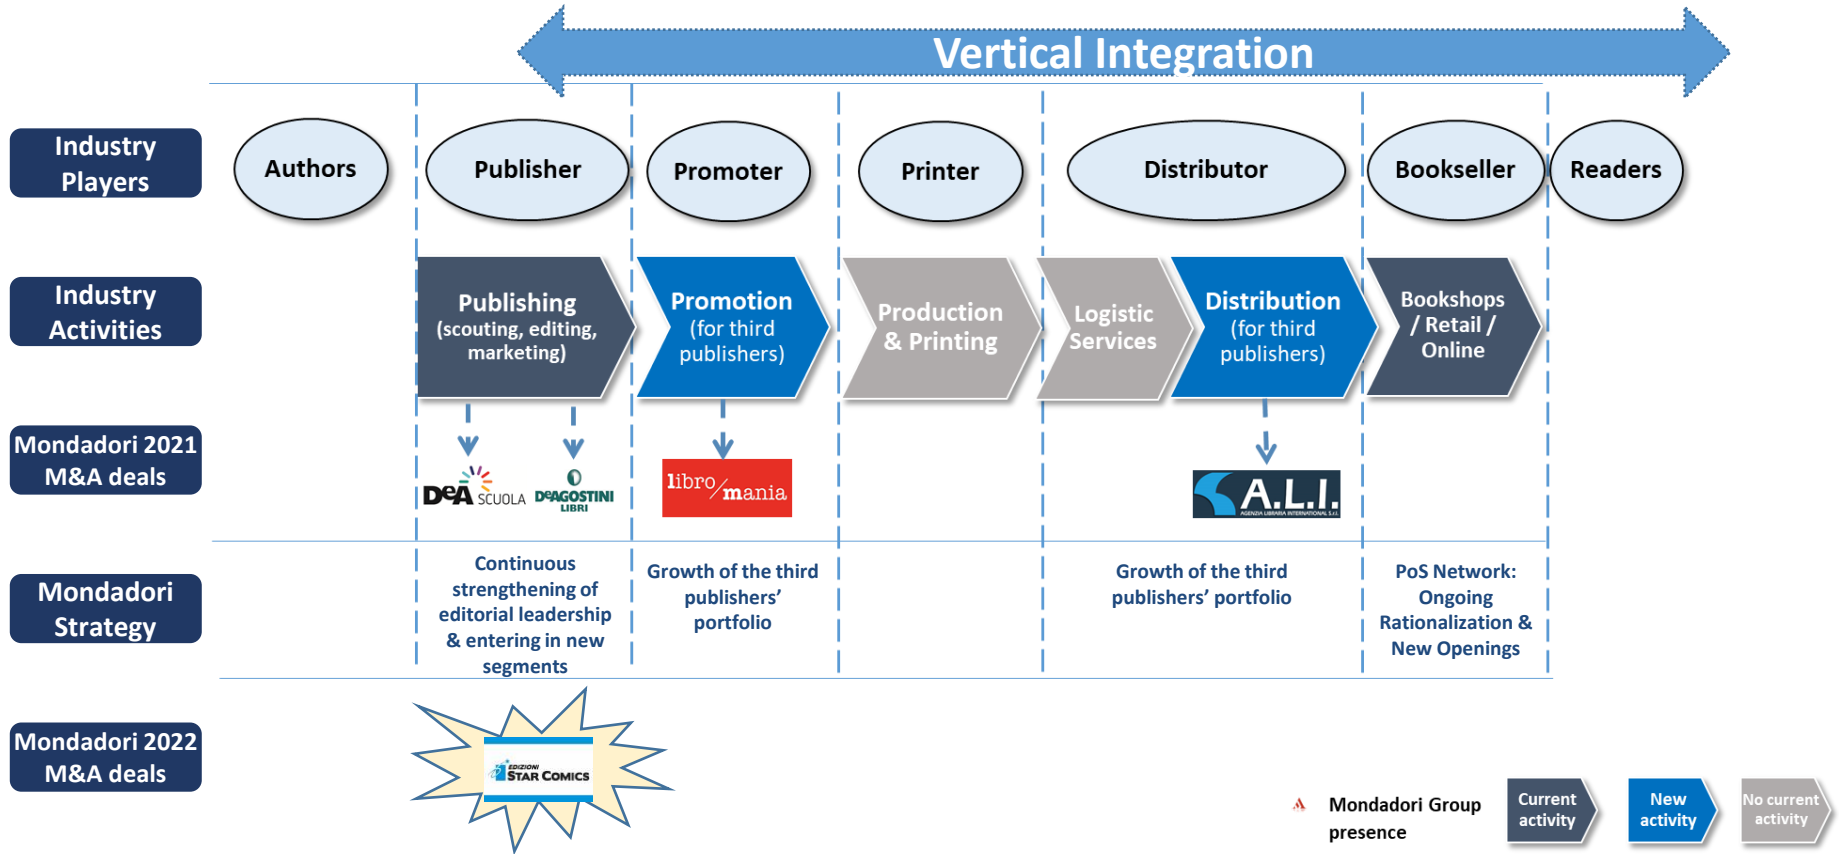 Vertical Integration
Industry
Players
Authors
Publisher
Promoter
Printer
Distributor
Bookseller
Readers
Industry
Activities
Publishing
(scouting, editing,
marketing)
Promotion
(for third
publishers)
Production
& Printing
Logistic
Services
Distribution
(for third
publishers)
Bookshops
/ Retail /
Online
Mondadori 2021
M&A deals
DeA SCUOLA
DeAGOSTINI
LIBRI
libro/mania
A.L.I.
AGENZIA LIBRARIA INTERNATIONAL S.r.l.
Mondadori
Strategy
Continuous
strengthening of
editorial leadership
& entering in new
segments
Growth of the third
publishers’
portfolio
Growth of the third
publishers’ portfolio
PoS Network:
Ongoing
Rationalization &
New Openings
Mondadori 2022
M&A deals
EDIZIONI
STAR COMICS
Mondadori Group
presence
Current
activity
New
activity
No current
activity